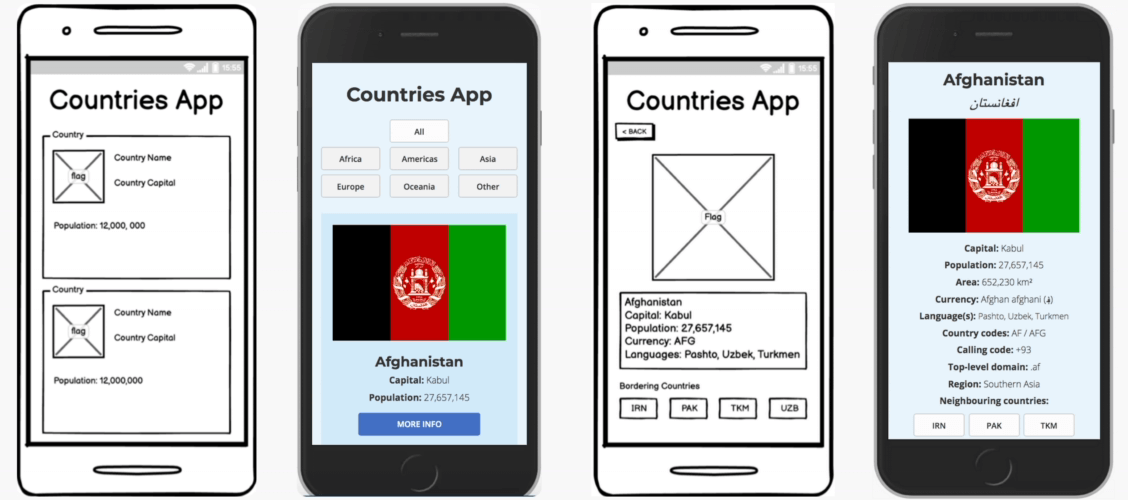 15:55
Countries App
Country
flag
Country Name
Country Capital
Population: 12,000, 000
Country
flag
Country Name
Country Capital
Population: 12,000,000
Countries App
All
Africa
Americas
Asia
Europe
Oceania
Other
Afghanistan
Capital: Kabul
Population: 27,657,145
MORE INFO
15:55
Countries App
< BACK
Flag
Afghanistan
Capital: Kabul
Population: 27,657,145
Currency: AFG
Languages: Pashto, Uzbek, Turkmen
Bordering Countries
IRN
PAK
TKM
UZB
Afghanistan
افغانستان
Capital: Kabul
Population: 27,657,145
Area: 652,230 km²
Currency: Afghan afghani (؋)
Language(s): Pashto, Uzbek, Turkmen
Country codes: AF / AFG
Calling code: +93
Top-level domain: .af
Region: Southern Asia
Neighbouring countries:
IRN
PAK
TKM